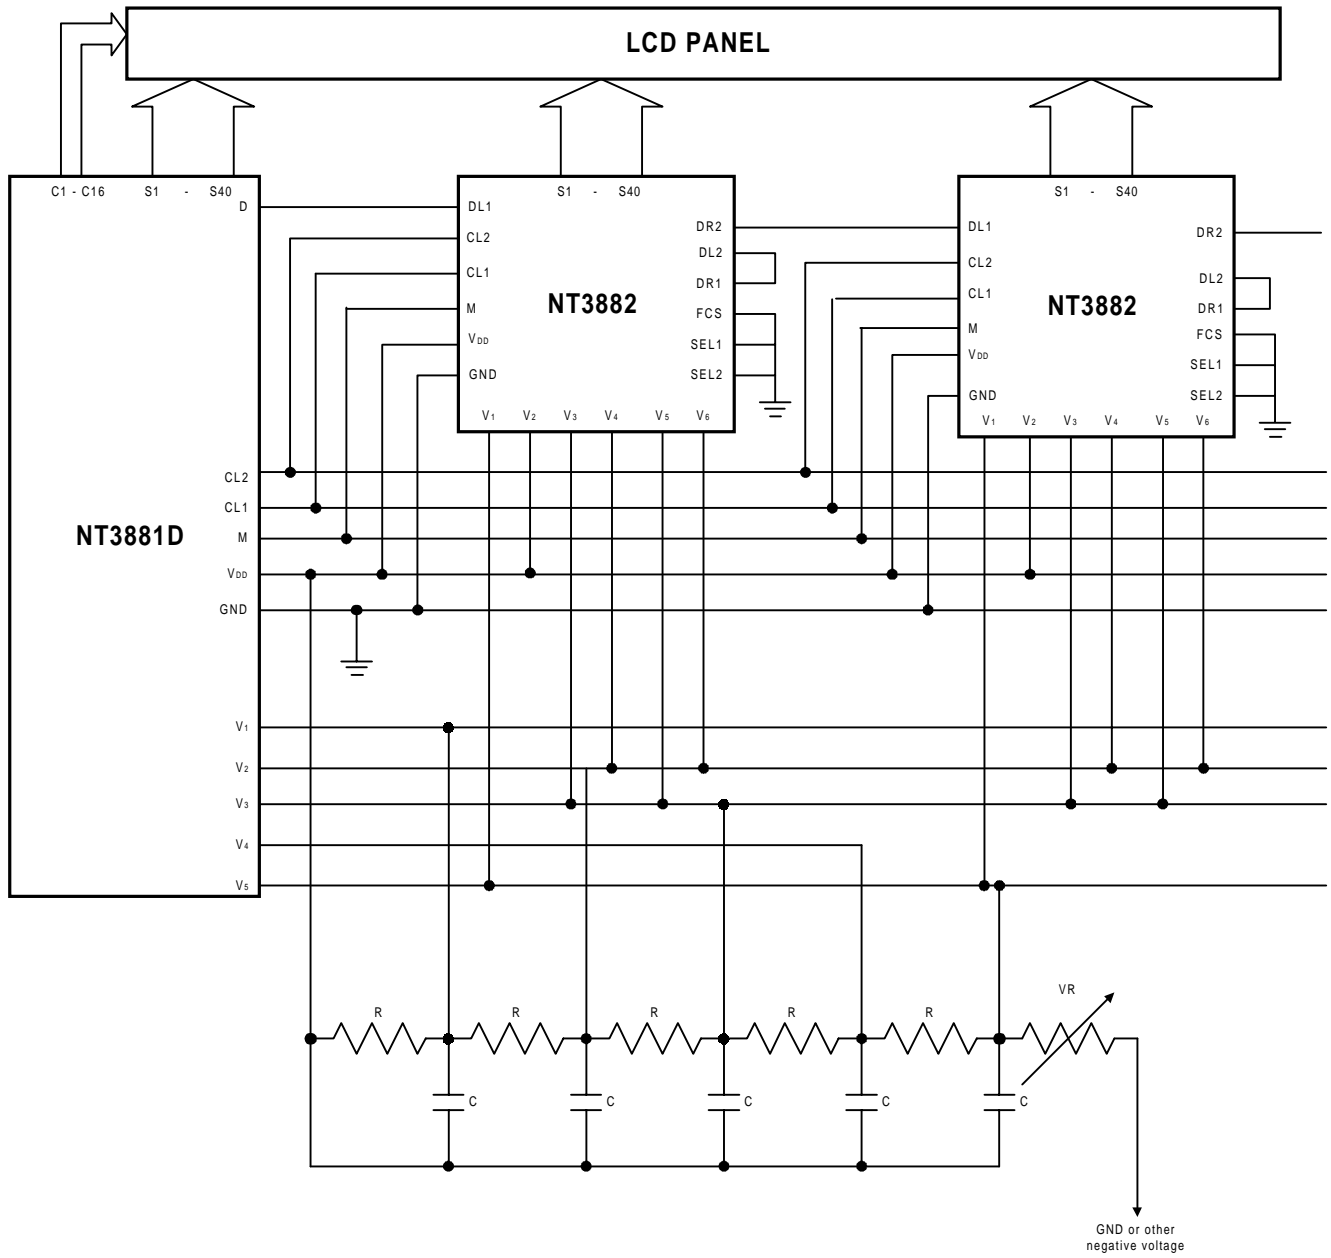 LCD PANEL
C1 - C16 S1 - S40
D
S1 - S40
DL1
CL2
CL1
M
VDD
GND
NT3882
DR2
DL2
DR1
FCS
SEL1
SEL2
V1 V2 V3 V4 V5 V6
S1 - S40
DL1
CL2
CL1
M
VDD
GND
NT3882
DR2
DL2
DR1
FCS
SEL1
SEL2
V1 V2 V3 V4 V5 V6
NT3881D
CL2
CL1
M
VDD
GND
V1
V2
V3
V4
V5
R R R R R VR
C C C C C
GND or other
negative voltage